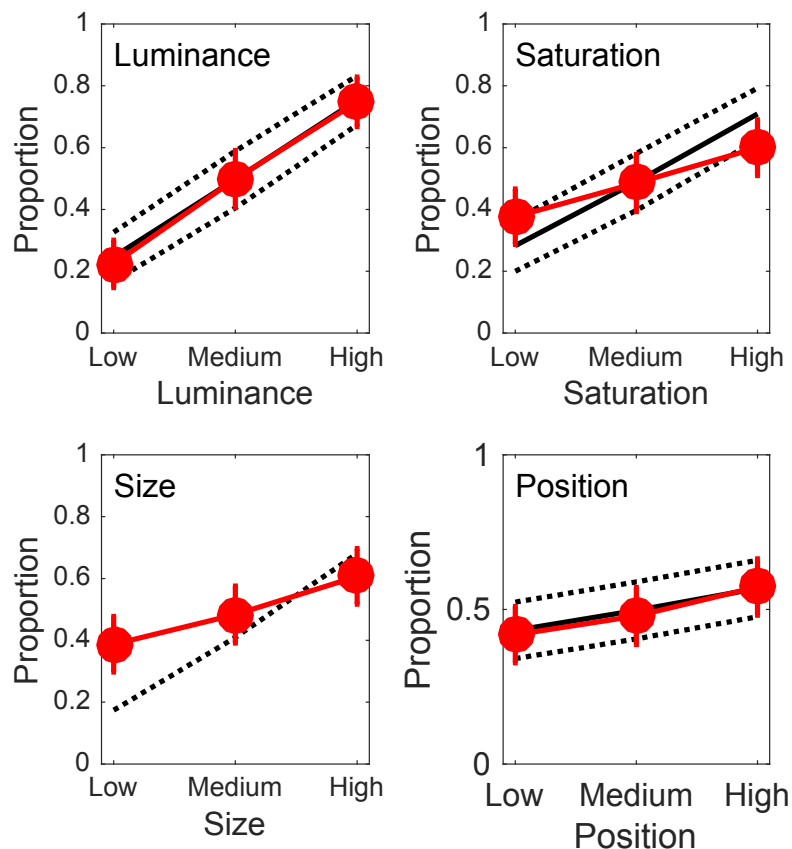 1
0.8
0.6
0.4
0.2
0
Proportion
Luminance
Low Medium High
Luminance
1
0.8
0.6
0.4
0.2
0
Proportion
Saturation
Low Medium High
Saturation
1
0.8
0.6
0.4
0.2
0
Proportion
Size
Low Medium High
Size
1
0.5
0
Proportion
Position
Low Medium High
Position